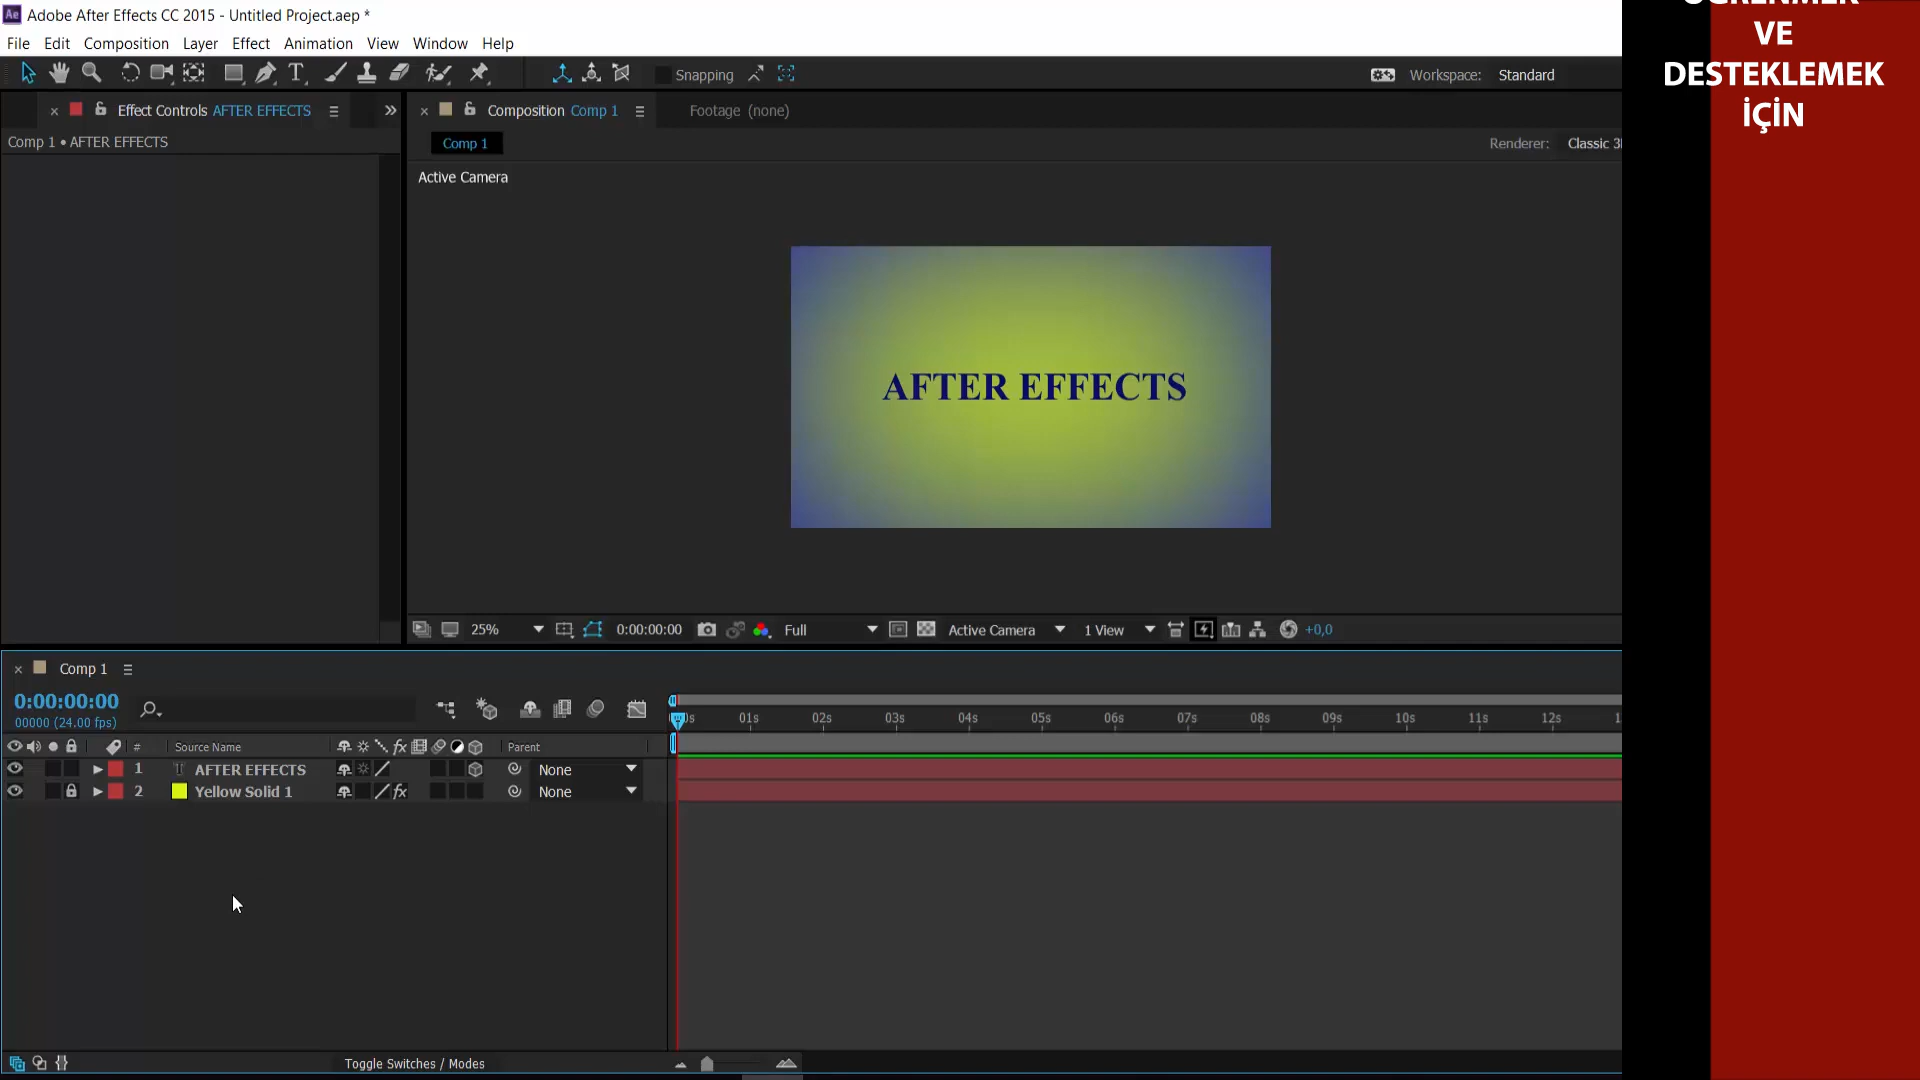 Adobe After Effects CC 2015 - Untitled Project.aep *
File Edit Composition Layer Effect Animation View Window Help
Snapping Workspace: Standard
Effect Controls AFTER EFFECTS
Composition Comp 1
Footage (none)
Comp 1 • AFTER EFFECTS
Comp 1
Renderer: Classic 3
Active Camera
AFTER EFFECTS
25% 0:00:00:00 Full Active Camera 1 View +0,0
Comp 1
0:00:00:00
00000 (24.00 fps)
01s 02s 03s 04s 05s 06s 07s 08s 09s 10s 11s 12s
# Source Name Parent
1 AFTER EFFECTS None
2 Yellow Solid 1 None
Toggle Switches / Modes
ÖĞRENMEK
VE
DESTEKLEMEK
İÇİN